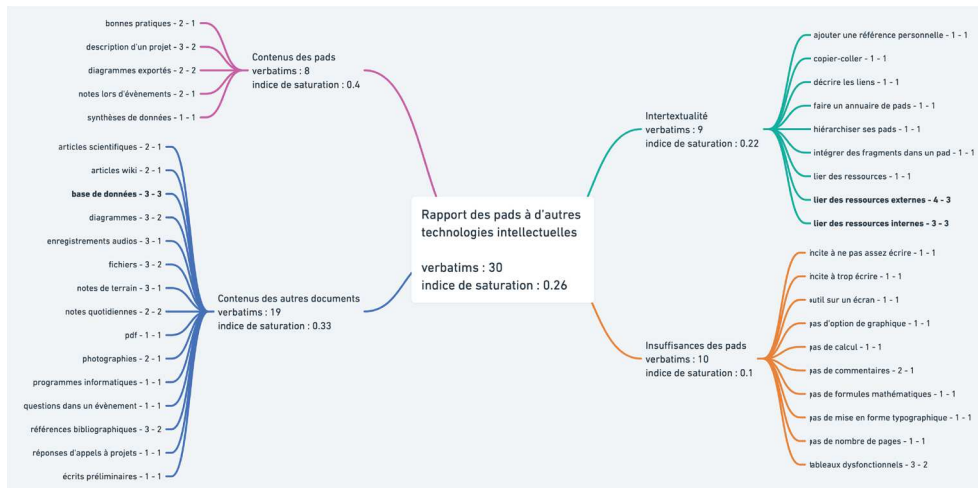 bonnes pratiques - 2 - 1
description d'un projet - 3 - 2
diagrammes exportés - 2 - 2
notes lors d'évènements - 2 - 1
synthèses de données - 1 - 1
Contenus des pads
verbatims : 8
indice de saturation : 0.4
articles scientifiques - 2 - 1
articles wiki - 2 - 1
base de données - 3 - 3
diagrammes - 3 - 2
enregistrements audios - 3 - 1
fichiers - 3 - 2
notes de terrain - 3 - 1
notes quotidiennes - 2 - 2
pdf - 1 - 1
photographies - 2 - 1
programmes informatiques - 1 - 1
questions dans un évènement - 1 - 1
références bibliographiques - 3 - 2
réponses d'appels à projets - 1 - 1
écrits préliminaires - 1 - 1
Contenus des autres documents
verbatims : 19
indice de saturation : 0.33
Rapport des pads à d'autres
technologies intellectuelles
verbatims : 30
indice de saturation : 0.26
Intertextualité
verbatims : 9
indice de saturation : 0.22
ajouter une référence personnelle - 1 - 1
copier-coller - 1 - 1
décrire les liens - 1 - 1
faire un annuaire de pads - 1 - 1
hiérarchiser ses pads - 1 - 1
intégrer des fragments dans un pad - 1 - 1
lier des ressources - 1 - 1
lier des ressources externes - 4 - 3
lier des ressources internes - 3 - 3
Insuffisances des pads
verbatims : 10
indice de saturation : 0.1
incite à ne pas assez écrire - 1 - 1
incite à trop écrire - 1 - 1
outil sur un écran - 1 - 1
pas d'option de graphique - 1 - 1
pas de calcul - 1 - 1
pas de commentaires - 2 - 1
pas de formules mathématiques - 1 - 1
pas de mise en forme typographique - 1 - 1
pas de nombre de pages - 1 - 1
tableaux dysfonctionnels - 3 - 2